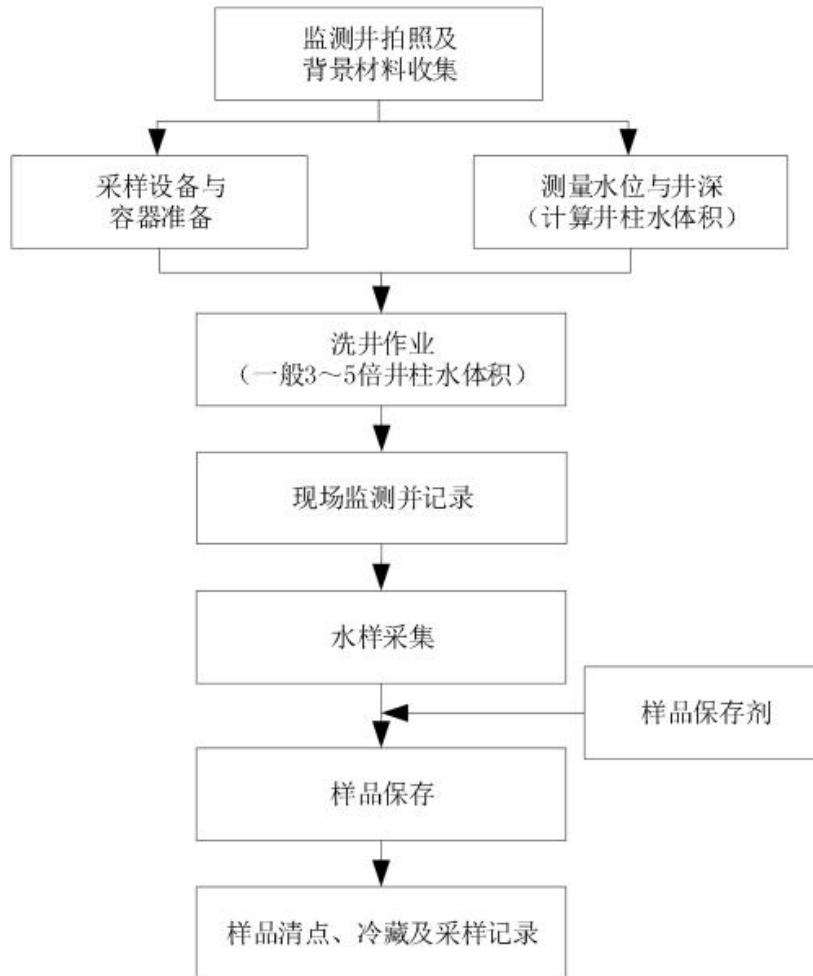 监测井拍照及
背景材料收集
采样设备与
容器准备
测量水位与井深
（计算井柱水体积）
洗井作业
（一般3～5倍井柱水体积）
现场监测并记录
水样采集
样品保存剂
样品保存
样品清点、冷藏及采样记录